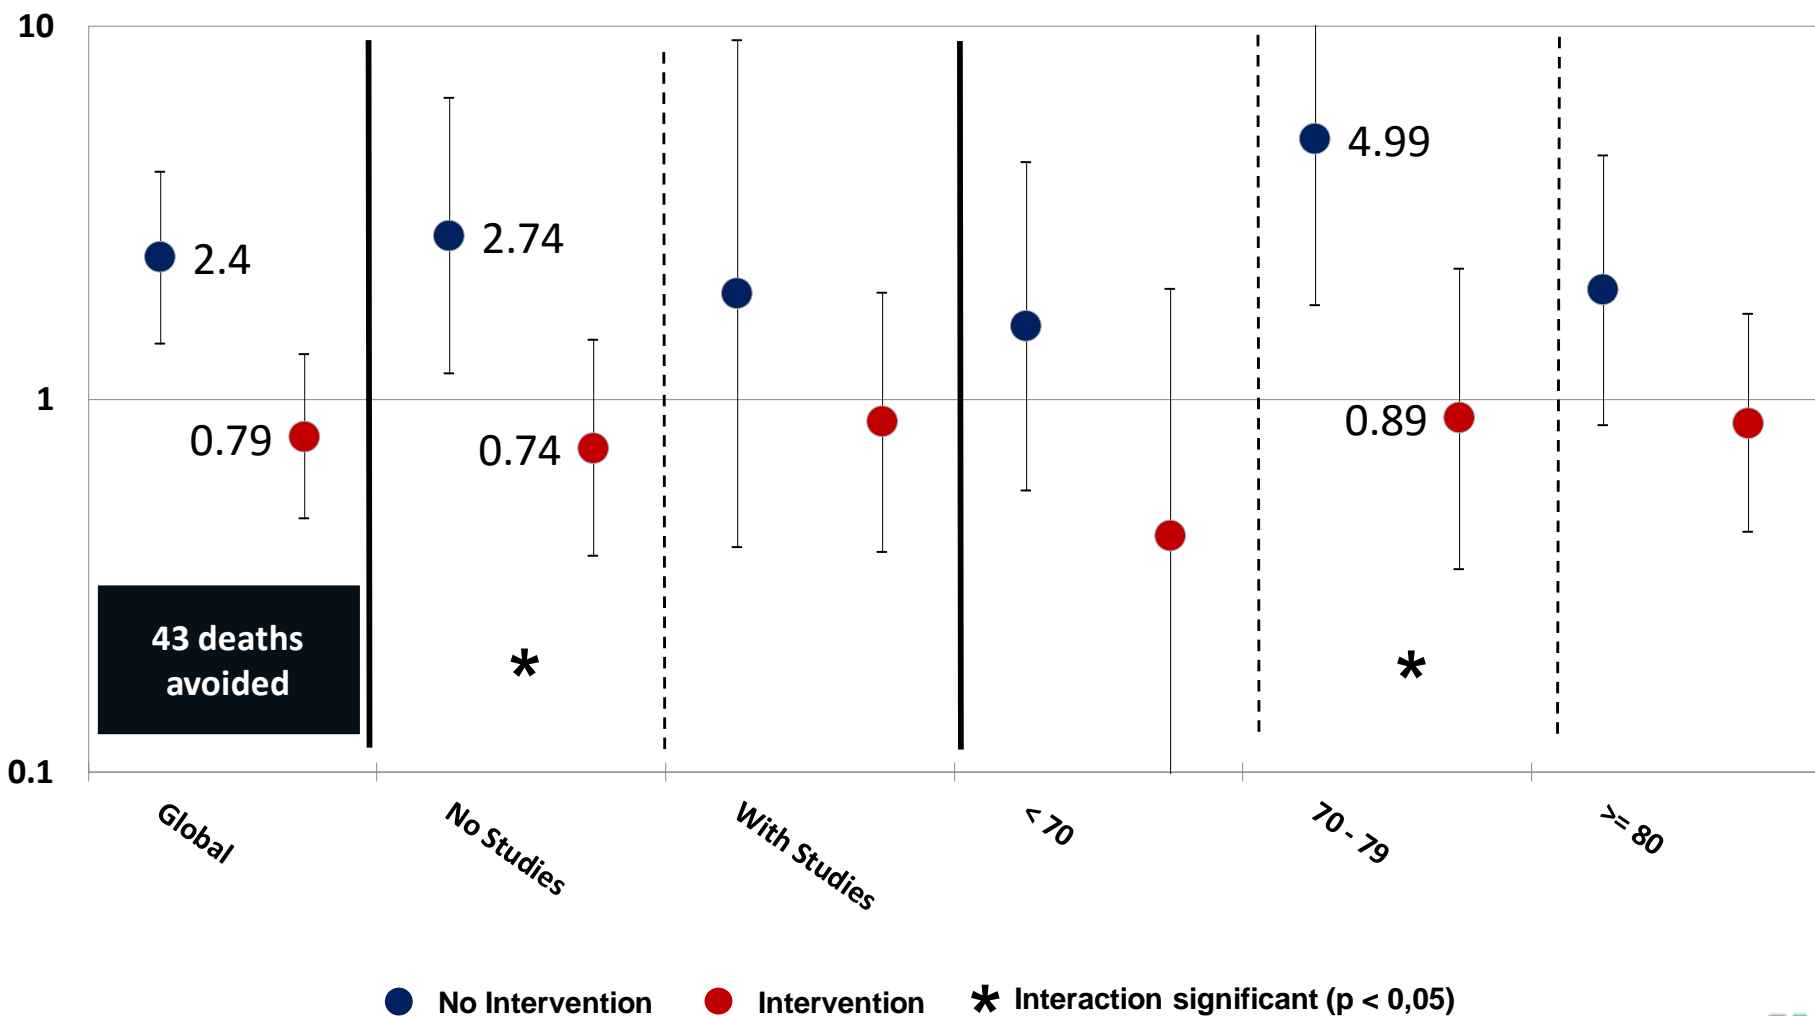 10
1
0.1
2.4
0.79
2.74
0.74
4.99
0.89
43 deaths
avoided
*
*
Global
No Studies
With Studies
< 70
70 - 79
>= 80
No Intervention
Intervention
* Interaction significant (p < 0,05)